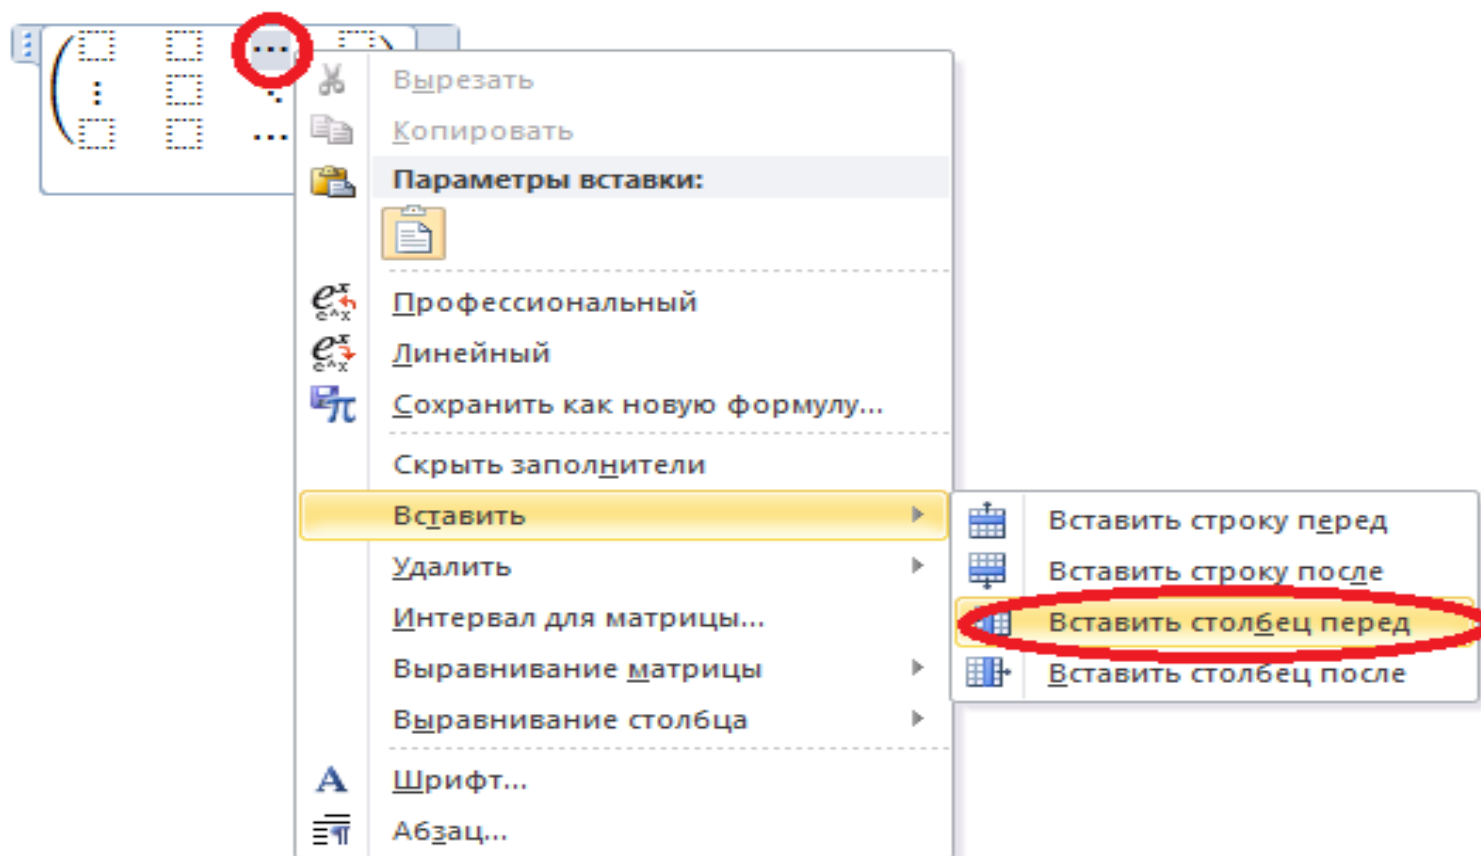 Вырезать
Копировать
Параметры вставки:
Профессиональный
Линейный
Сохранить как новую формулу...
Скрыть заполнители
Вставить
Удалить
Интервал для матрицы...
Выравнивание матрицы
Выравнивание столбца
Шрифт...
Абзац...
Вставить строку перед
Вставить строку после
Вставить столбец перед
Вставить столбец после